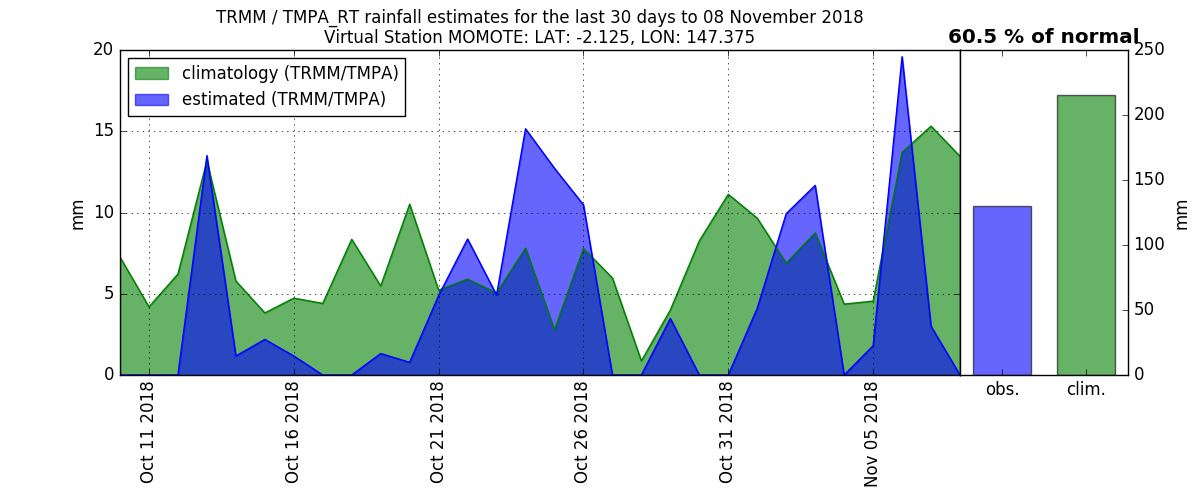 TRMM / TMPA_RT rainfall estimates for the last 30 days to 08 November 2018
Virtual Station MOMOTE: LAT: -2.125, LON: 147.375
60.5 % of normal
climatology (TRMM/TMPA)
estimated (TRMM/TMPA)
20
15
10
5
0
mm
Oct 11 2018
Oct 16 2018
Oct 21 2018
Oct 26 2018
Oct 31 2018
Nov 05 2018
obs.
clim.
250
200
150
100
50
0
mm